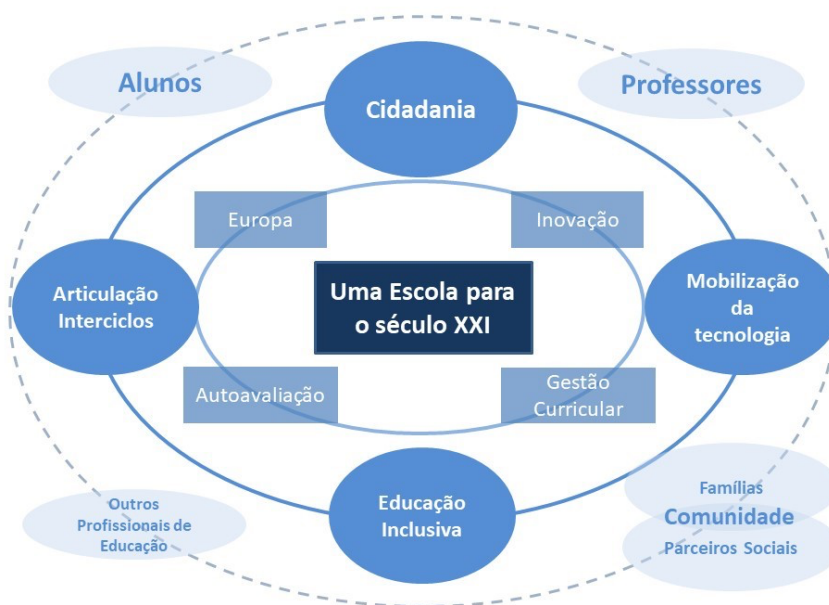 Alunos
Professores
Cidadania
Europa
Inovação
Articulação
Interciclos
Uma Escola para
o século XXI
Mobilização
da
tecnologia
Autoavaliação
Gestão
Curricular
Outros
Profissionais de
Educação
Educação
Inclusiva
Famílias
Comunidade
Parceiros Sociais